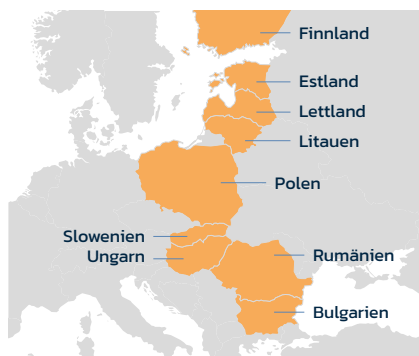 Finnland
Estland
Lettland
Litauen
Polen
Slowenien
Ungarn
Rumänien
Bulgarien